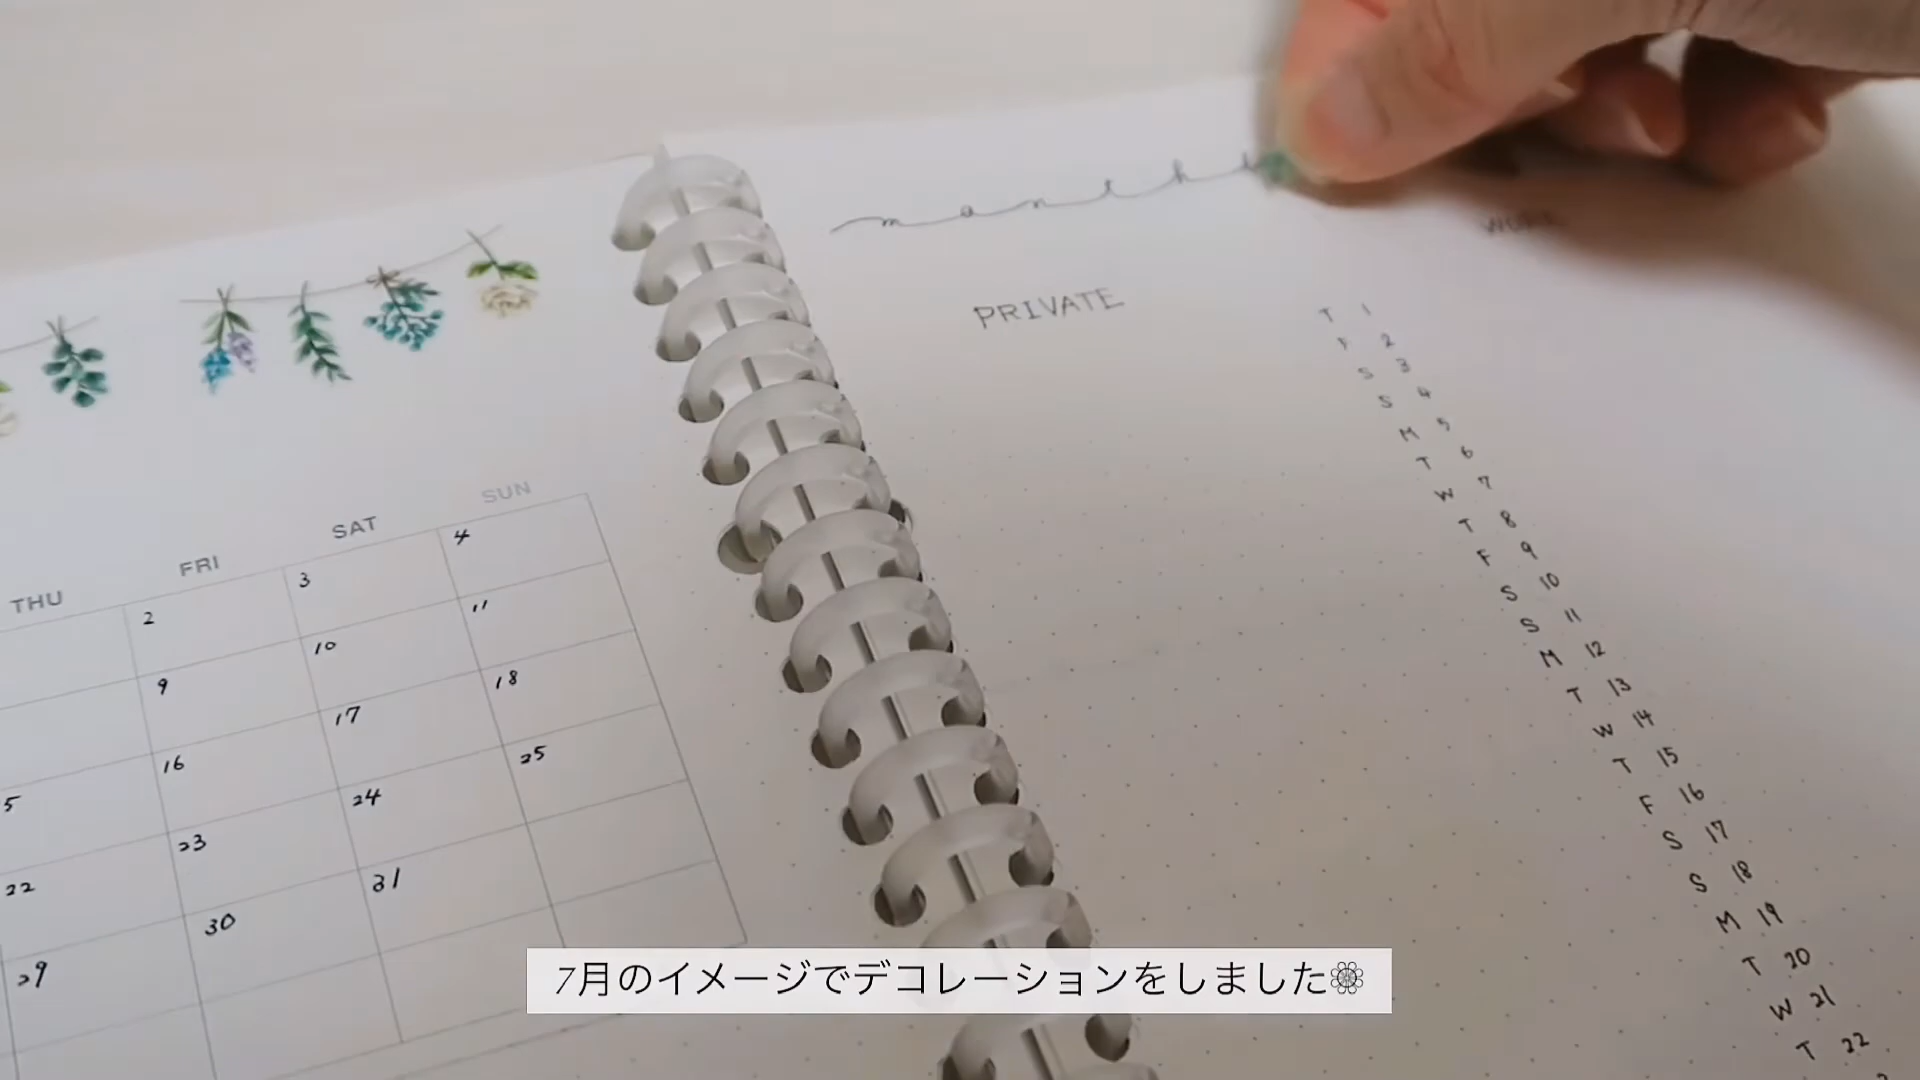 THU FRI SAT SUN
2 3 4
9 10 11
16 17 18
22 23 24 25
29 30 31
PRIVATE
WORK
T 1
F 2
S 3
S 4
M 5
T 6
W 7
T 8
F 9
S 10
S 11
M 12
T 13
W 14
T 15
F 16
S 17
S 18
M 19
T 20
W 21
T 22
7月のイメージでデコレーションをしました